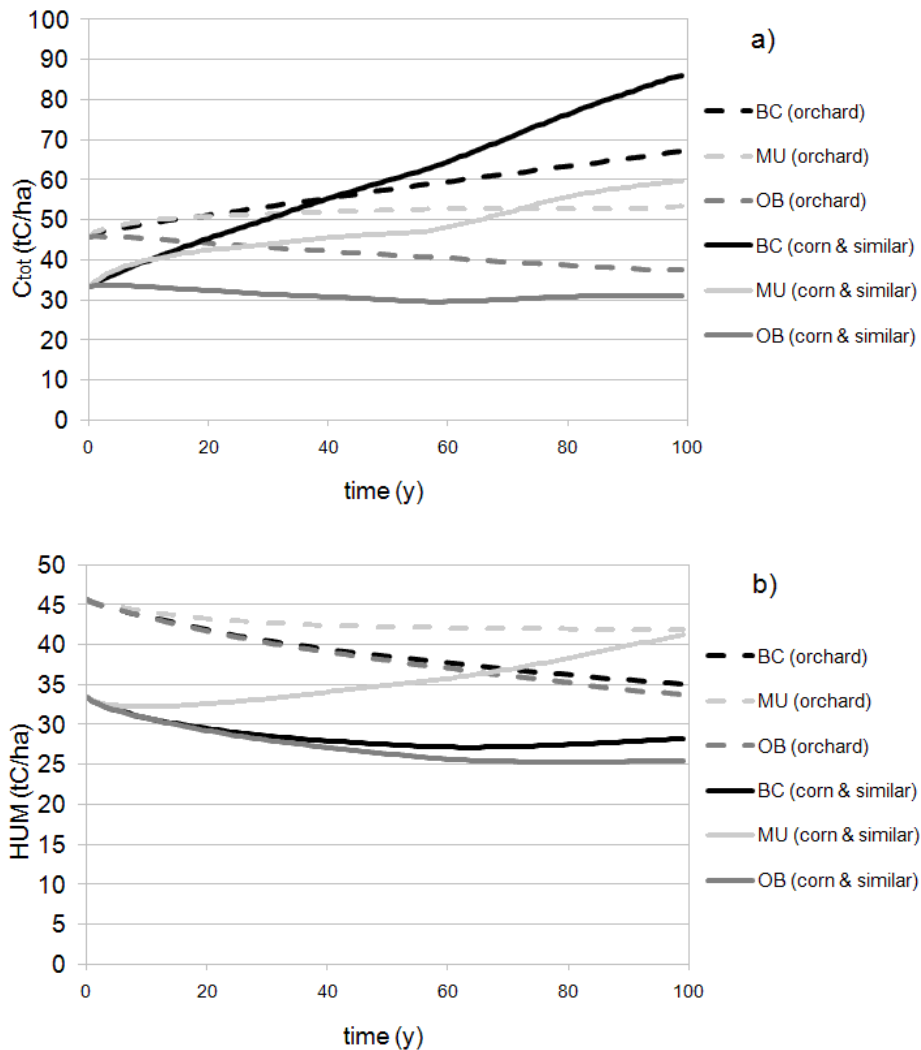 a)
100
90
80
70
60
50
40
30
20
10
0
Ctot (tC/ha)
0 20 40 60 80 100
time (y)
BC (orchard)
MU (orchard)
OB (orchard)
BC (corn & similar)
MU (corn & similar)
OB (corn & similar)
b)
50
45
40
35
30
25
20
15
10
5
0
HUM (tC/ha)
0 20 40 60 80 100
time (y)
BC (orchard)
MU (orchard)
OB (orchard)
BC (corn & similar)
MU (corn & similar)
OB (corn & similar)